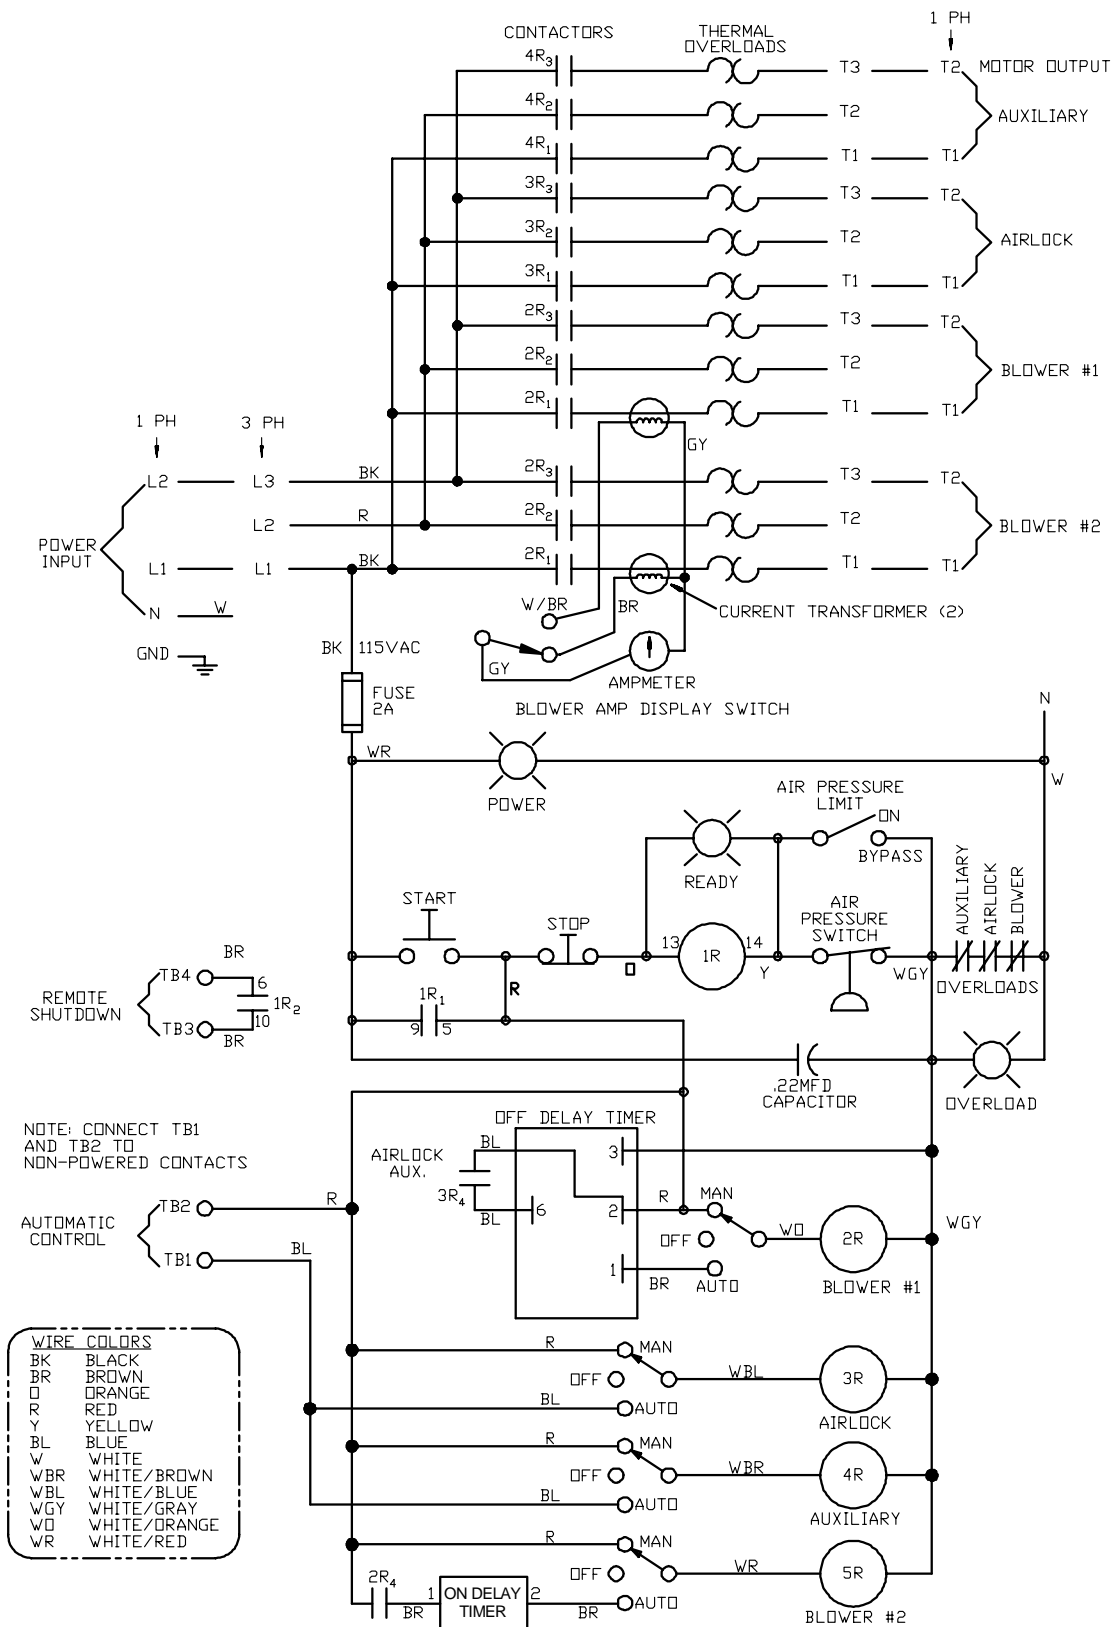 1 PH
CONTACTORS
THERMAL
OVERLOADS
4R3
T3
T2
MOTOR OUTPUT
4R2
T2
AUXILIARY
4R1
T1
T1
3R3
T3
T2
3R2
T2
AIRLOCK
3R1
T1
T1
2R3
T3
T2
2R2
T2
BLOWER #1
2R1
T1
T1
GY
1 PH
3 PH
L2
L3
BK
2R3
T3
T2
L2
R
2R2
T2
BLOWER #2
POWER
INPUT
L1
L1
BK
2R1
T1
T1
N
W
W/BR
BR
CURRENT TRANSFORMER (2)
GND
BK
115VAC
GY
AMPMETER
FUSE
2A
BLOWER AMP DISPLAY SWITCH
N
WR
W
POWER
AIR PRESSURE
LIMIT
ON
BYPASS
READY
AUXILIARY
AIRLOCK
BLOWER
START
STOP
AIR
PRESSURE
SWITCH
13
1R
14
O
Y
WGY
OVERLOADS
BR
TB4
6
REMOTE
SHUTDOWN
1R2
TB3
10
BR
R
1R1
9
5
.22MFD
CAPACITOR
OVERLOAD
OFF DELAY TIMER
NOTE: CONNECT TB1
AND TB2 TO
NON-POWERED CONTACTS
AIRLOCK
AUX.
BL
3
3R4
BL
6
2
R
MAN
TB2
R
AUTOMATIC
CONTROL
OFF
WO
2R
WGY
TB1
BL
1
BR
AUTO
BLOWER #1
WIRE COLORS
BK BLACK
BR BROWN
O ORANGE
R RED
Y YELLOW
BL BLUE
W WHITE
WBR WHITE/BROWN
WBL WHITE/BLUE
WGY WHITE/GRAY
WO WHITE/ORANGE
WR WHITE/RED
R
MAN
OFF
WBL
3R
BL
AUTO
AIRLOCK
R
MAN
OFF
WBR
4R
BL
AUTO
AUXILIARY
R
MAN
OFF
WR
5R
2R4
BR
1
ON DELAY
TIMER
2
BR
AUTO
BLOWER #2